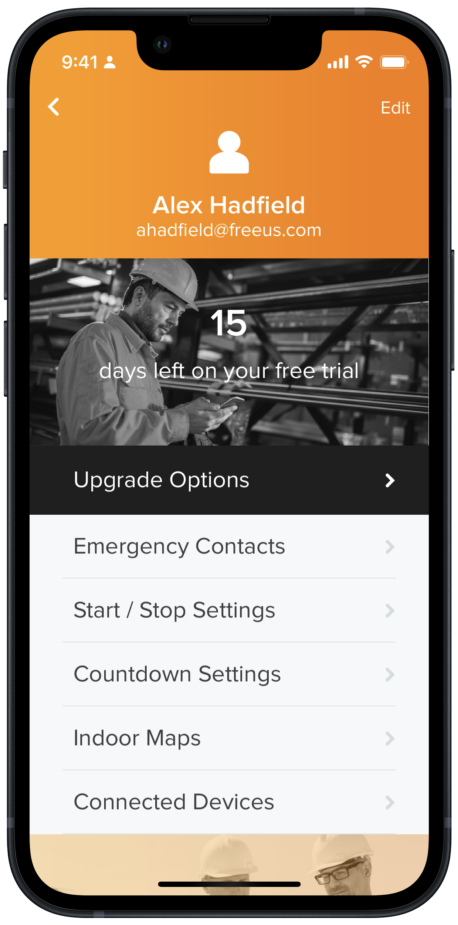 9:41
Edit
Alex Hadfield
ahadfield@freeus.com
15
days left on your free trial
Upgrade Options
Emergency Contacts
Start / Stop Settings
Countdown Settings
Indoor Maps
Connected Devices